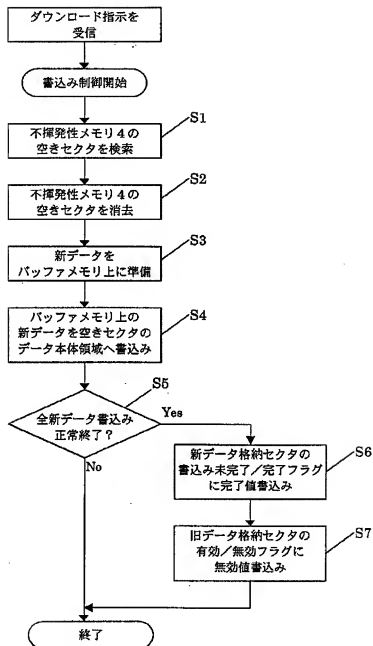 ダウンロード指示を
受信
書込み制御開始
S1
不揮発性メモリ4の
空きセクタを検索
S2
不揮発性メモリ4の
空きセクタを消去
S3
新データを
バッファメモリ上に準備
S4
バッファメモリ上の
新データを空きセクタの
データ本体領域へ書込み
S5
全新データ書込み
正常終了?
Yes
No
S6
新データ格納セクタの
書込み未完了/完了フラグ
に完了値書込み
S7
旧データ格納セクタの
有効/無効フラグに
無効値書込み
終了